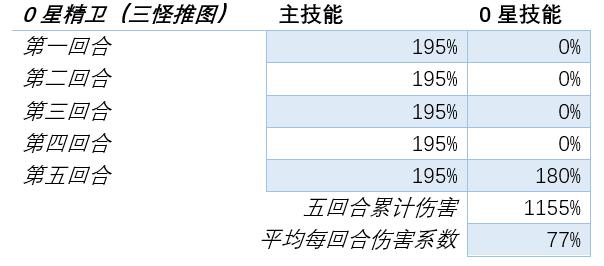 0星精卫（三怪推图） 主技能 0星技能
第一回合 195% 0%
第二回合 195% 0%
第三回合 195% 0%
第四回合 195% 0%
第五回合 195% 180%
五回合累计伤害 1155%
平均每回合伤害系数 77%